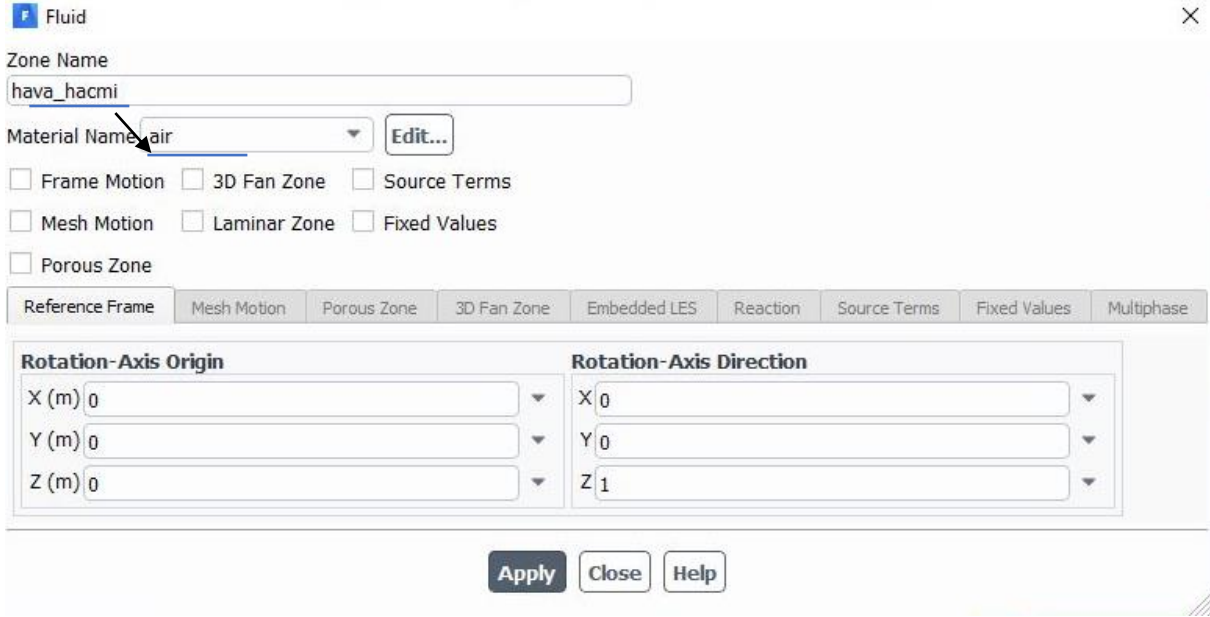 Fluid
Zone Name
hava_hacmi
Material Name air Edit...
Frame Motion 3D Fan Zone Source Terms
Mesh Motion Laminar Zone Fixed Values
Porous Zone
Reference Frame Mesh Motion Porous Zone 3D Fan Zone Embedded LES Reaction Source Terms Fixed Values Multiphase
Rotation-Axis Origin Rotation-Axis Direction
X (m) 0 X 0
Y (m) 0 Y 0
Z (m) 0 Z 1
Apply Close Help